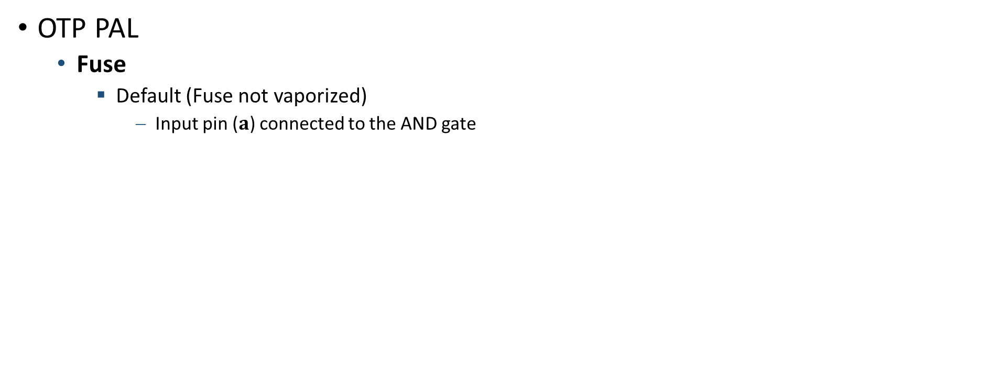 • OTP PAL
• Fuse
▪ Default (Fuse not vaporized)
– Input pin (a) connected to the AND gate